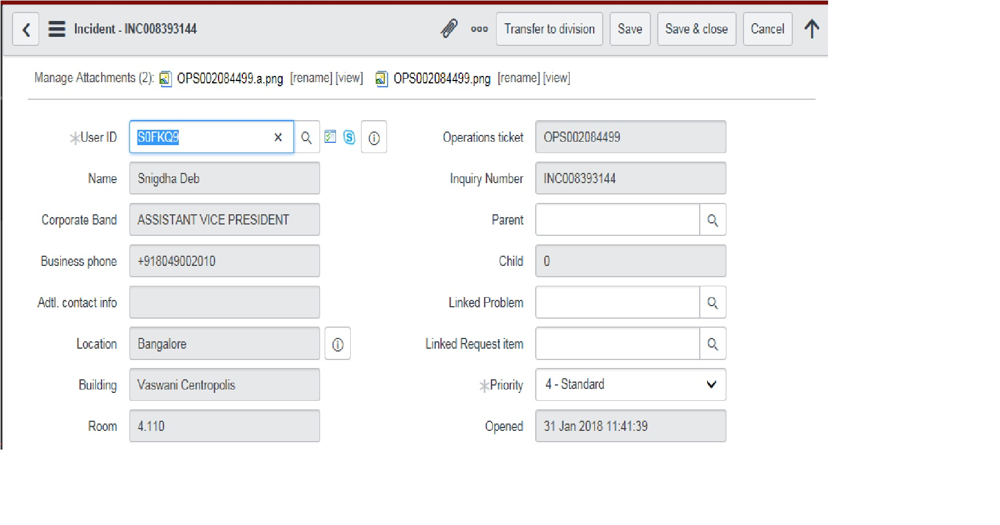 Incident - INC008393144
Transfer to division Save Save & close Cancel
Manage Attachments (2): OPS002084499.a.png [rename] [view] OPS002084499.png [rename] [view]
User ID S0FKQ9 Operations ticket OPS002084499
Name Snigdha Deb Inquiry Number INC008393144
Corporate Band ASSISTANT VICE PRESIDENT Parent
Business phone +918049002010 Child 0
Adtl. contact info Linked Problem
Location Bangalore Linked Request item
Building Vaswani Centropolis Priority 4 - Standard
Room 4.110 Opened 31 Jan 2018 11:41:39